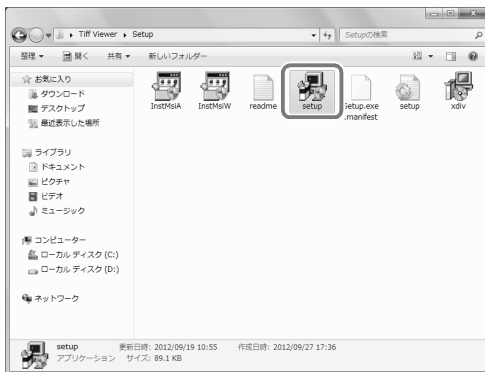 Tiff Viewer ▸ Setup
Setupの検索
整理 ▼ 開く 共有 ▼ 新しいフォルダー
お気に入り
ダウンロード
デスクトップ
最近表示した場所
ライブラリ
ドキュメント
ピクチャ
ビデオ
ミュージック
コンピューター
ローカル ディスク (C:)
ローカル ディスク (D:)
ネットワーク
InstMsiA
InstMsiW
readme
setup
Setup.exe.manifest
setup
xdiv
setup 更新日時: 2012/09/19 10:55 作成日時: 2012/09/27 17:36
アプリケーション サイズ: 89.1 KB